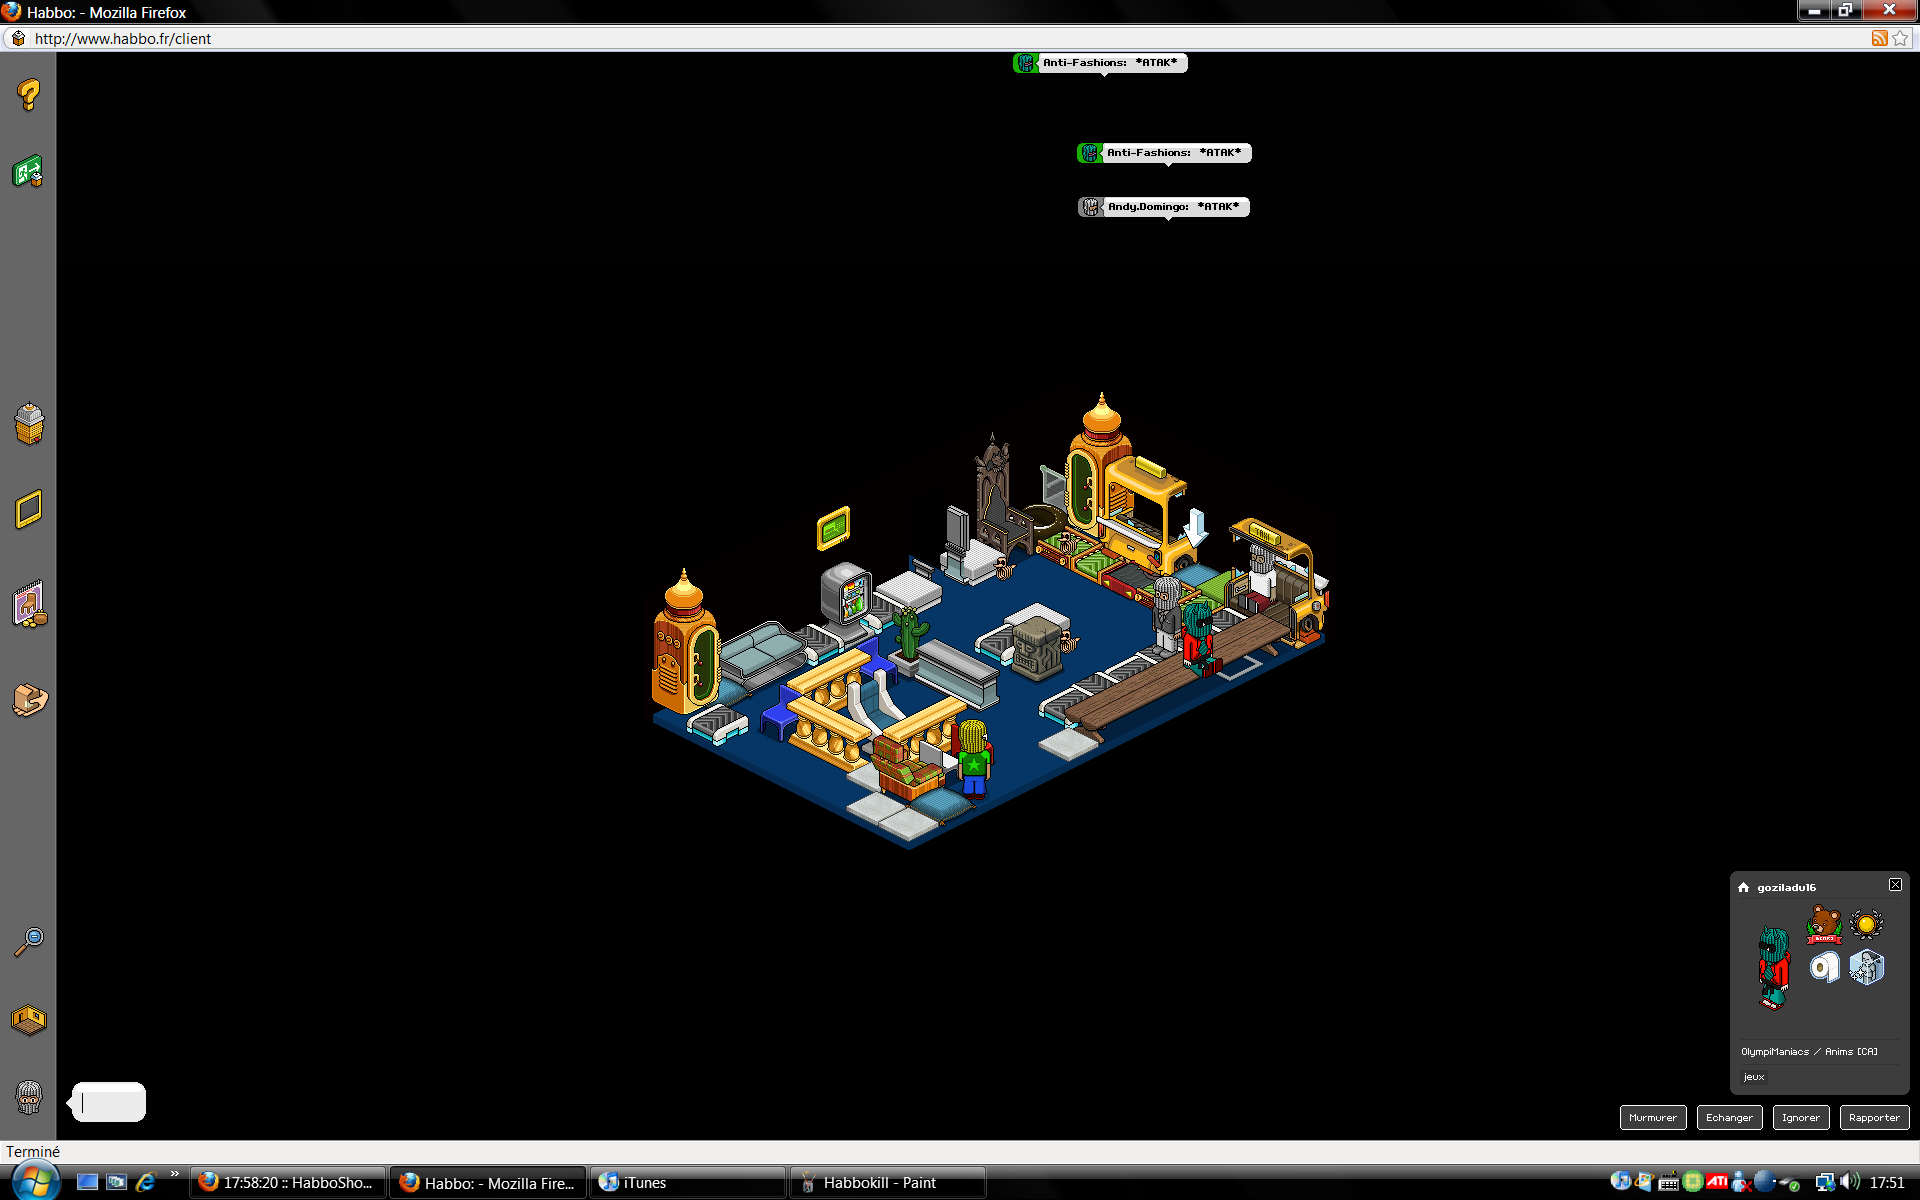 Habbo: - Mozilla Firefox
http://www.habbo.fr/client
Anti-Fashions: *ATAK*
Anti-Fashions: *ATAK*
Andy.Domingo: *ATAK*
goziladu16
BEARS
OlympiManiacs / Anims [CA]
jeux
Murmurer
Echanger
Ignorer
Rapporter
Terminé
17:58:20 :: HabboSho...
Habbo: - Mozilla Fire...
iTunes
Habbokill - Paint
ATI
17:51